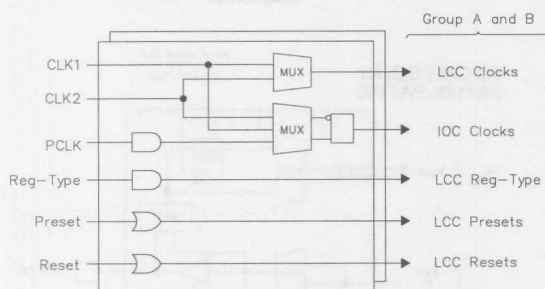 Group A and B
CLK1
MUX
LCC Clocks
CLK2
MUX
IOC Clocks
PCLK
Reg-Type
LCC Reg-Type
Preset
LCC Presets
Reset
LCC Resets